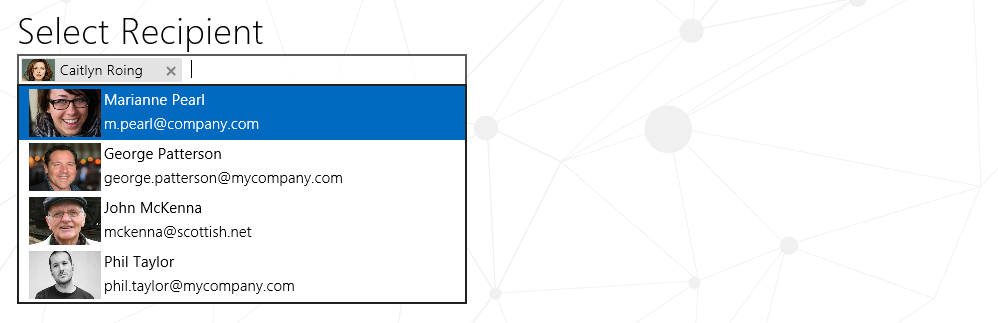 Select Recipient
Caitlyn Roing ×
Marianne Pearl
m.pearl@company.com
George Patterson
george.patterson@mycompany.com
John McKenna
mckenna@scottish.net
Phil Taylor
phil.taylor@mycompany.com